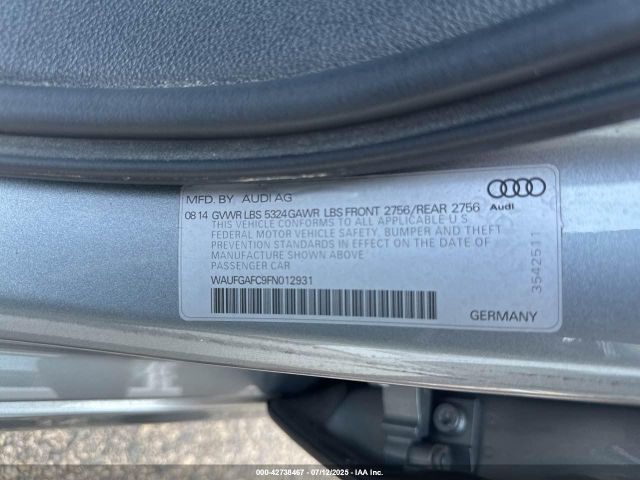 MFD. BY AUDI AG
08 14 GVWR LBS 5324 GAWR LBS FRONT 2756/REAR 2756
THIS VEHICLE CONFORMS TO ALL APPLICABLE U S
FEDERAL MOTOR VEHICLE SAFETY, BUMPER AND THEFT
PREVENTION STANDARDS IN EFFECT ON THE DATE OF
MANUFACTURE SHOWN ABOVE
PASSENGER CAR
WAUFGAFC9FN012931
Audi
3542511
GERMANY
000-42738467 : 07/12/2025 : IAA Inc.